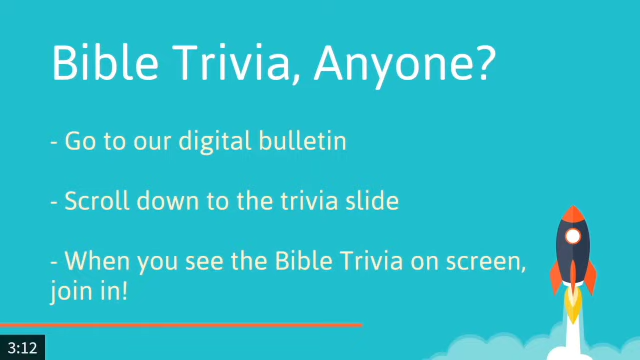 Bible Trivia, Anyone?
- Go to our digital bulletin
- Scroll down to the trivia slide
- When you see the Bible Trivia on screen,
join in!
3:12